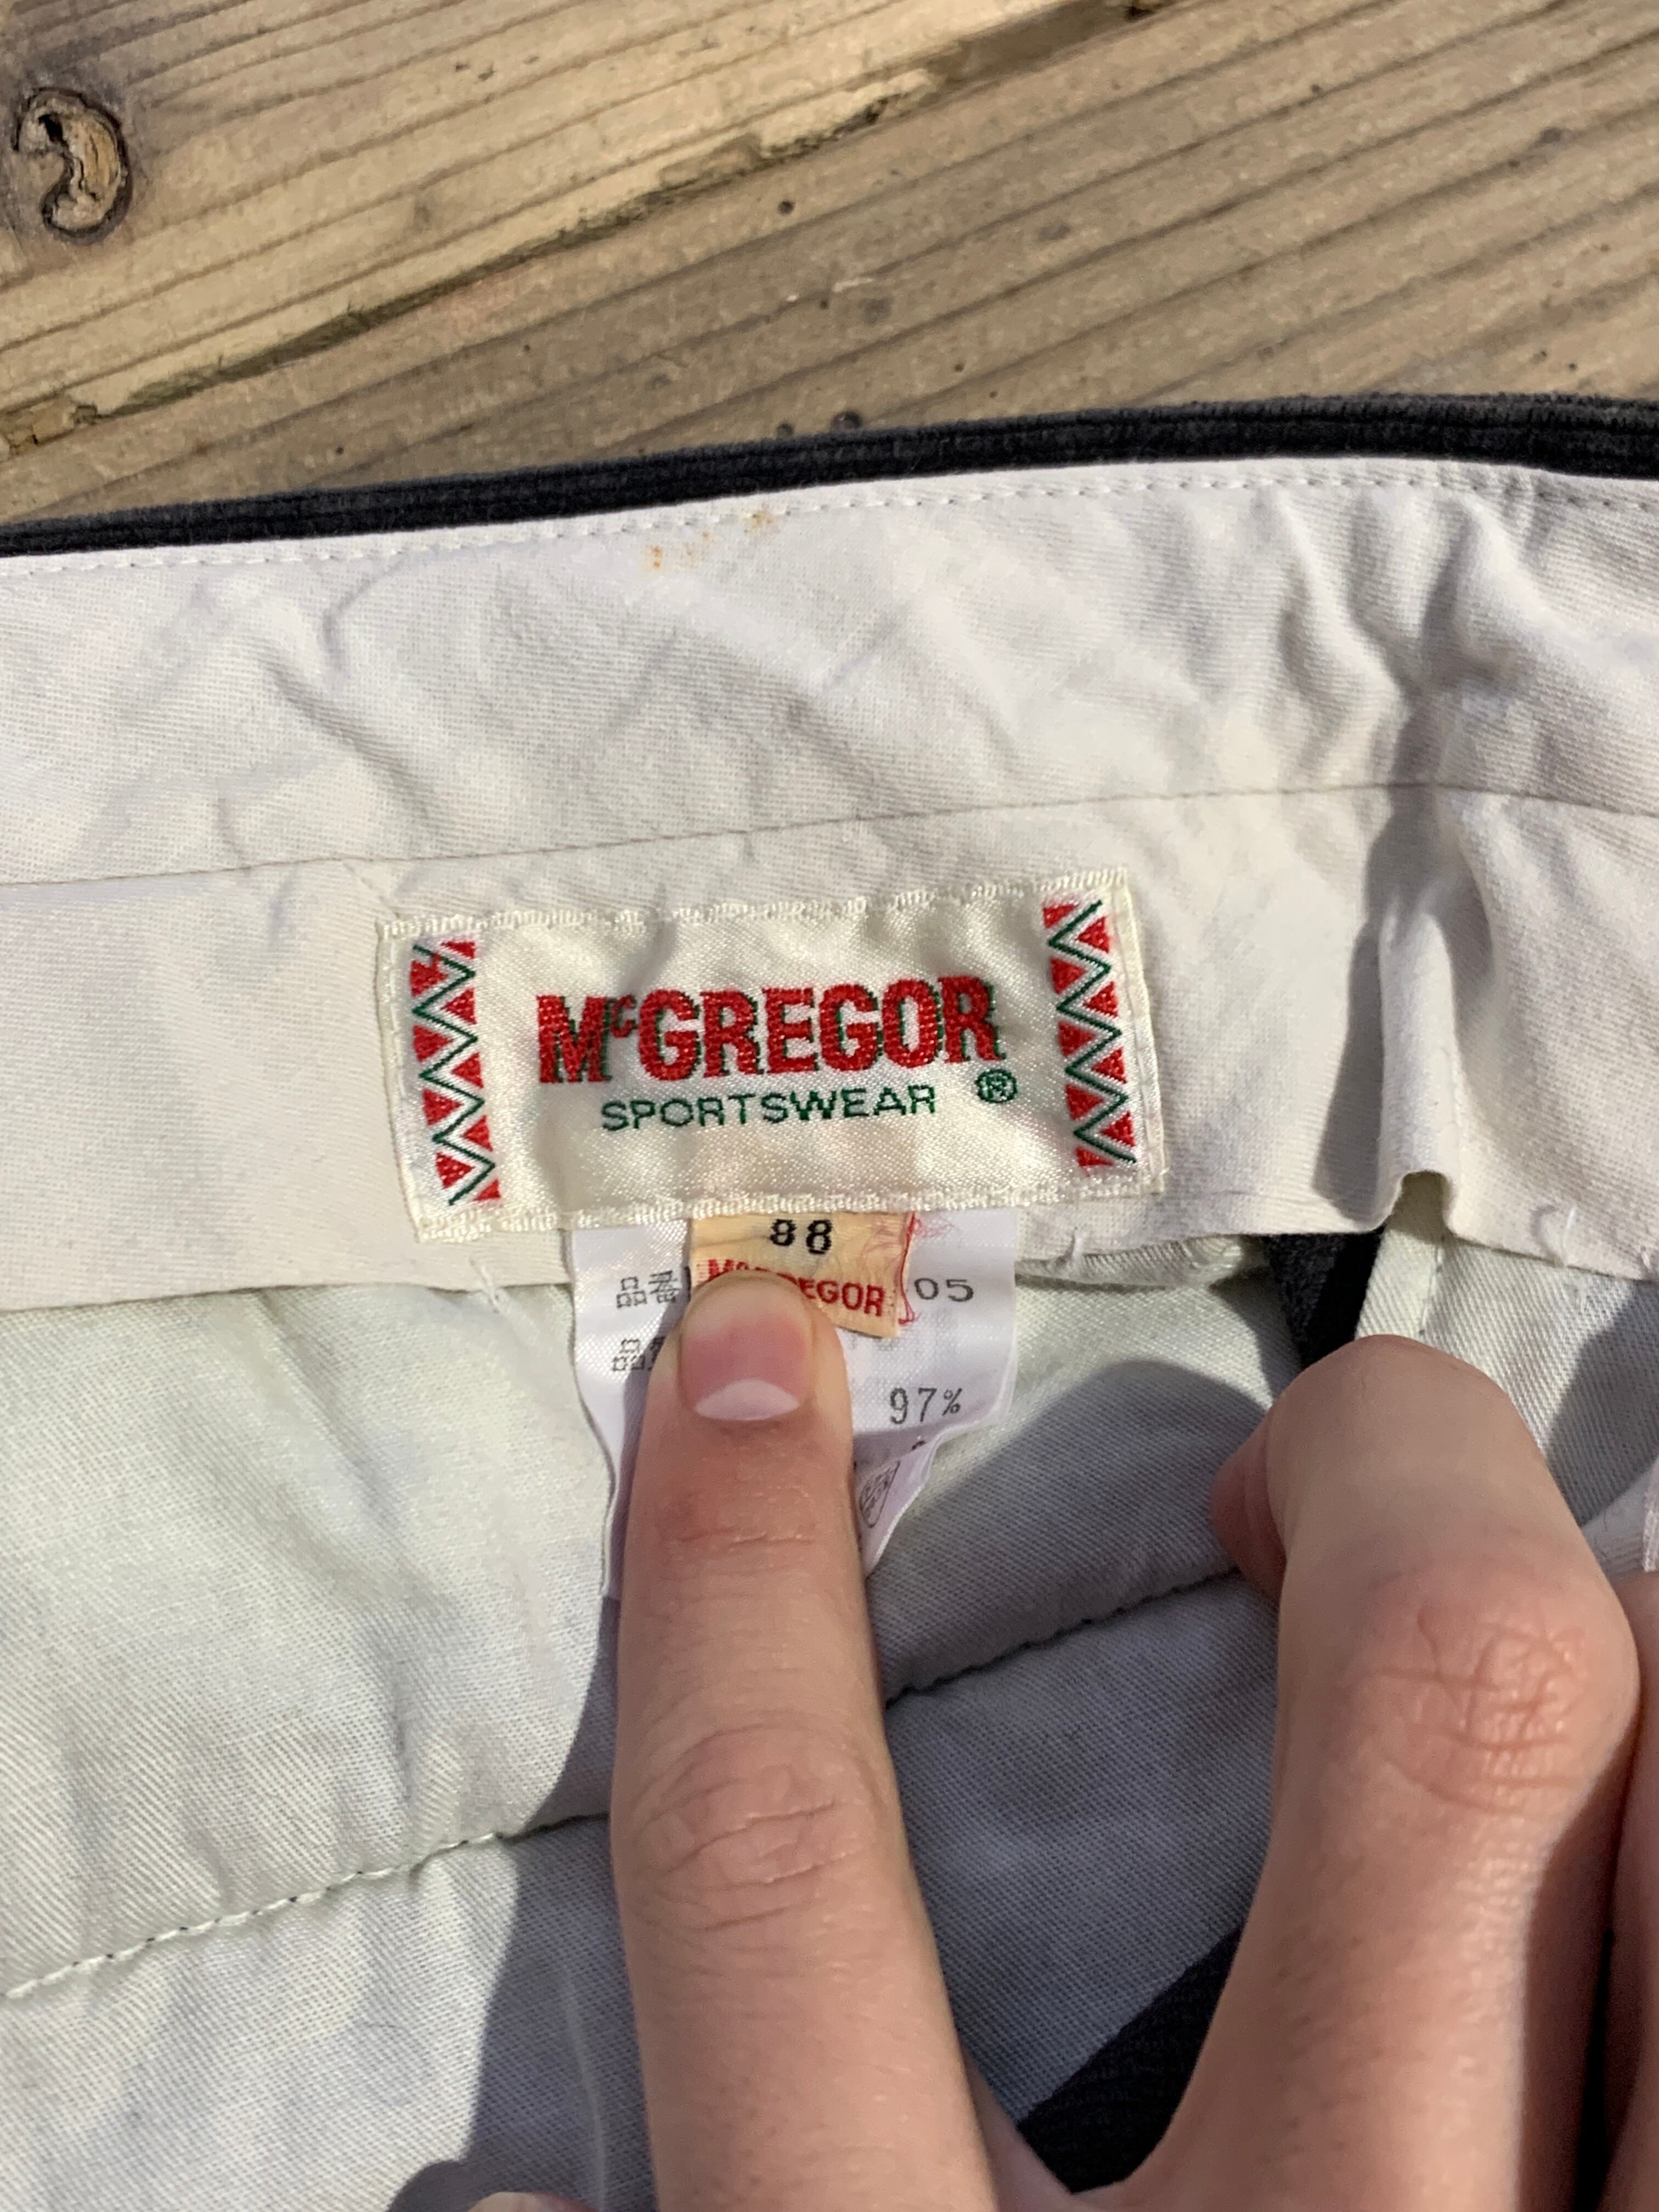 McGREGOR
SPORTSWEAR ®
88
McGREGOR
品番 05
97%